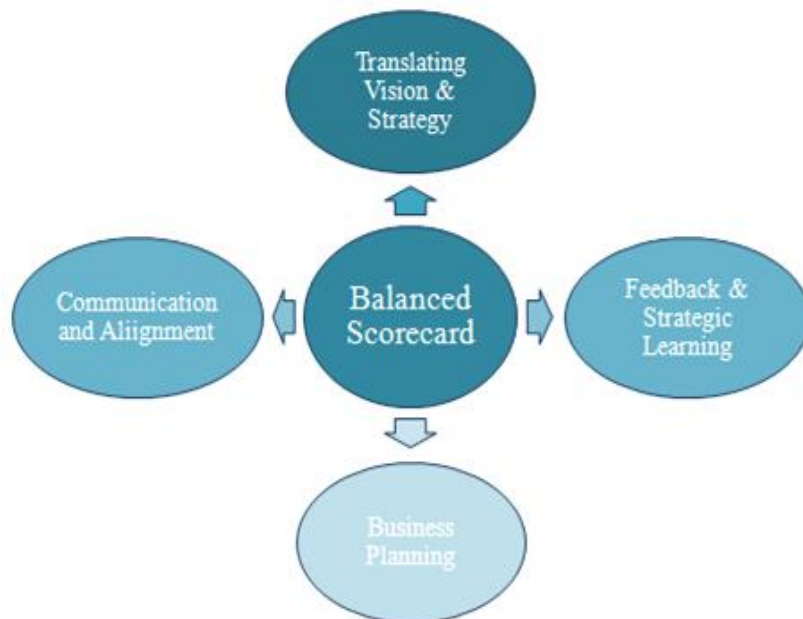 Translating
Vision &
Strategy
Communication
and Aliignment
Balanced
Scorecard
Feedback &
Strategic
Learning
Business
Planning